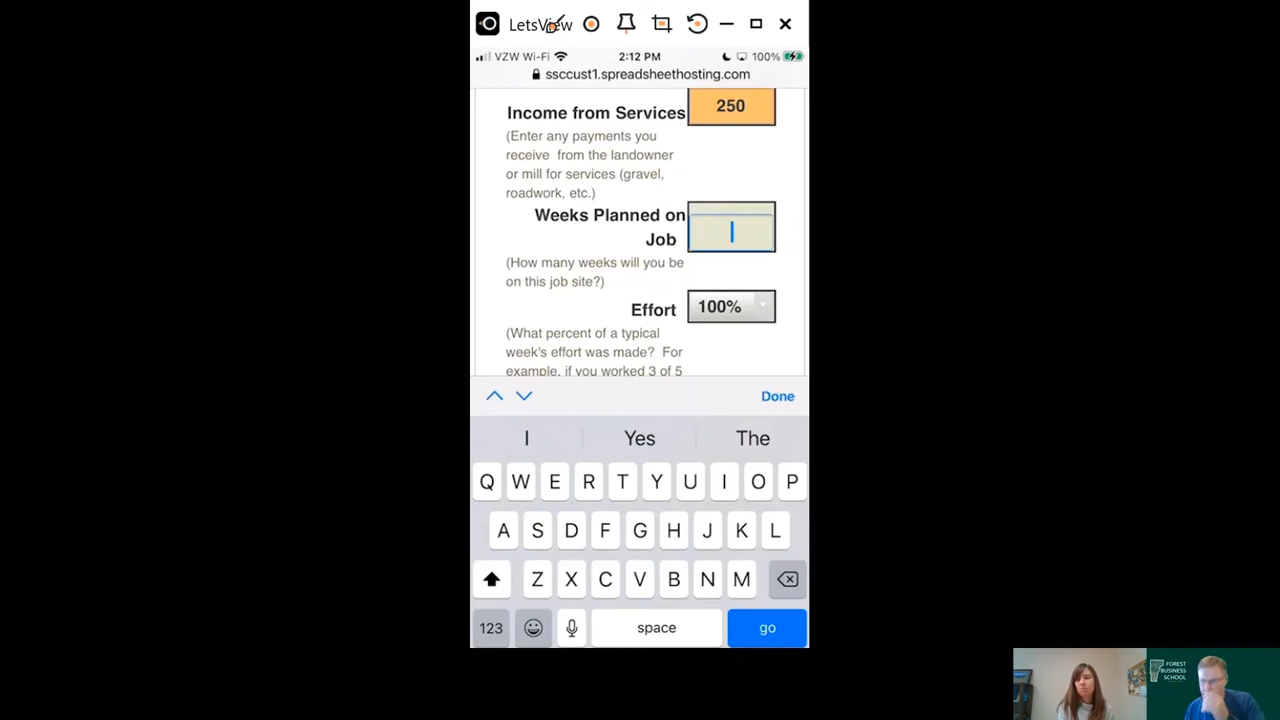 LetsView
VZW Wi-Fi 2:12 PM 100%
ssccust1.spreadsheethosting.com
Income from Services 250
(Enter any payments you
receive from the landowner
or mill for services (gravel,
roadwork, etc.)
Weeks Planned on
Job
(How many weeks will you be
on this job site?)
Effort 100%
(What percent of a typical
week's effort was made? For
example, if you worked 3 of 5
Done
I Yes The
Q W E R T Y U I O P
A S D F G H J K L
Z X C V B N M
123 space go
FOREST
BUSINESS
SCHOOL